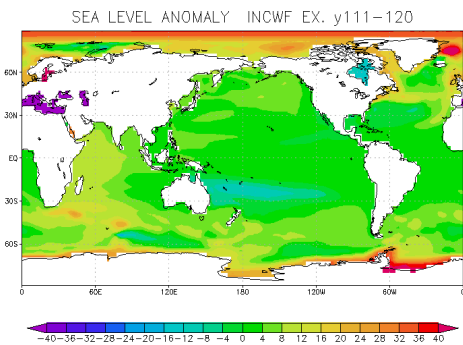 SEA LEVEL ANOMALY INCWF EX. y111-120
60N
30N
EQ
30S
60S
0 60E 120E 180 120W 60W 0
-40 -36 -32 -28 -24 -20 -16 -12 -8 -4 0 4 8 12 16 20 24 28 32 36 40